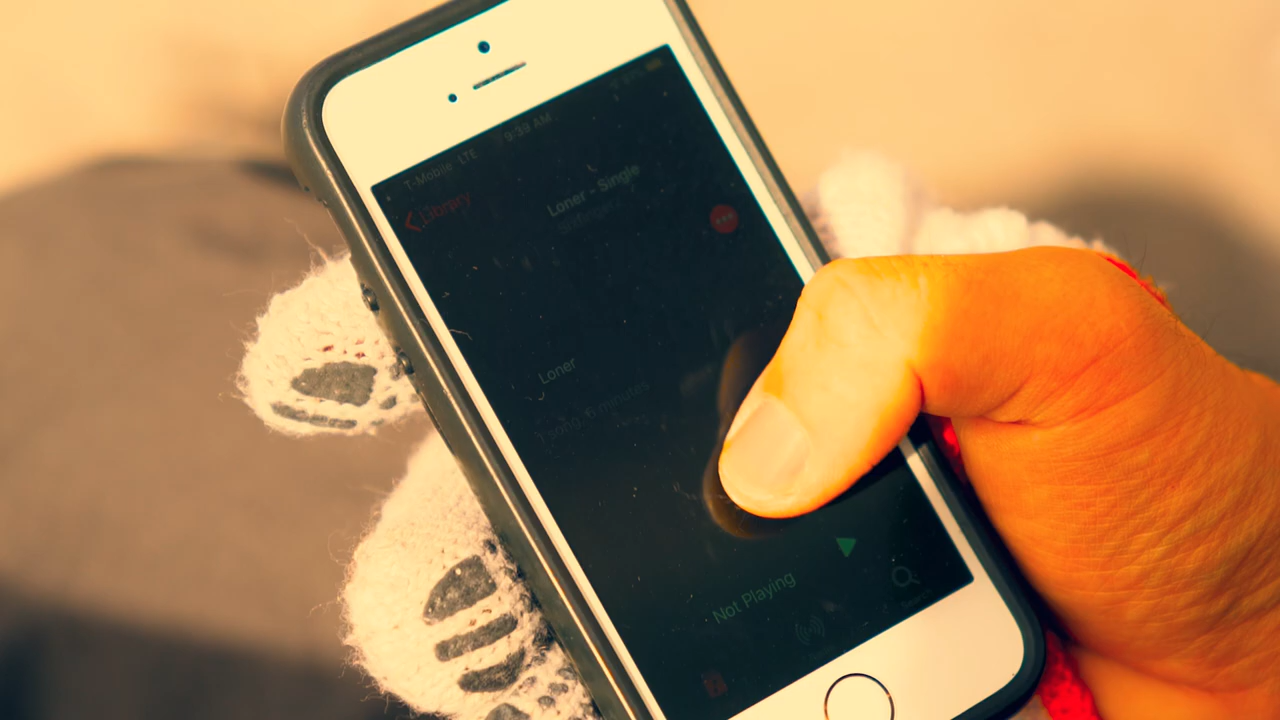 T-Mobile LTE 9:39 AM
Library
Loner - Single
Loner
1 song, 6 minutes
Not Playing